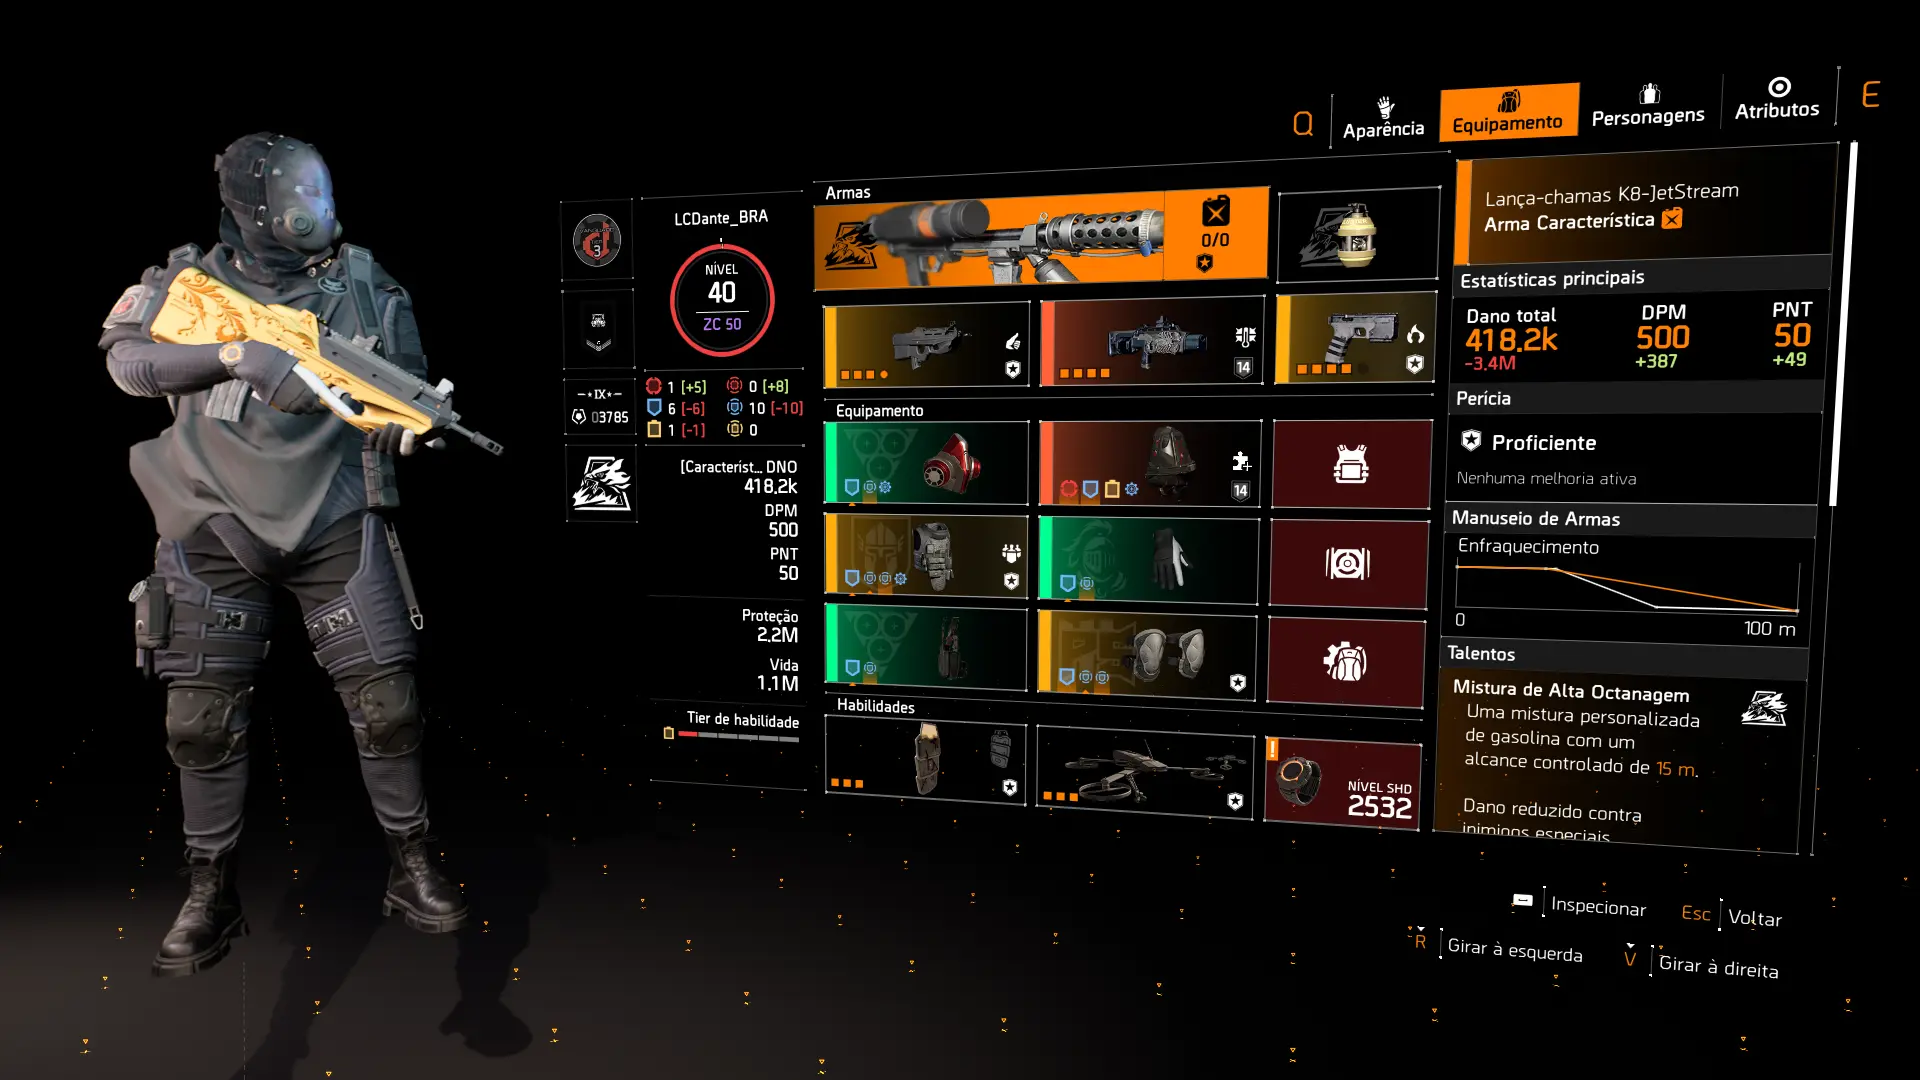 Q
Aparência
Equipamento
Personagens
Atributos
E
LCDante_BRA
NÍVEL
40
ZC 50
3
IX
03785
1 [+5]
0 [+8]
6 [-6]
10 [-10]
1 [-1]
0
[Característ... DNO
418.2k
DPM
500
PNT
50
Proteção
2.2M
Vida
1.1M
Tier de habilidade
Armas
0/0
14
Equipamento
14
Habilidades
NÍVEL SHD
2532
Lança-chamas K8-JetStream
Arma Característica
Estatísticas principais
Dano total
418.2k
-3.4M
DPM
500
+387
PNT
50
+49
Perícia
Proficiente
Nenhuma melhoria ativa
Manuseio de Armas
Enfraquecimento
0
100 m
Talentos
Mistura de Alta Octanagem
Uma mistura personalizada
de gasolina com um
alcance controlado de 15 m.
Dano reduzido contra
inimigos especiais
Inspecionar
Esc
Voltar
R
Girar à esquerda
V
Girar à direita